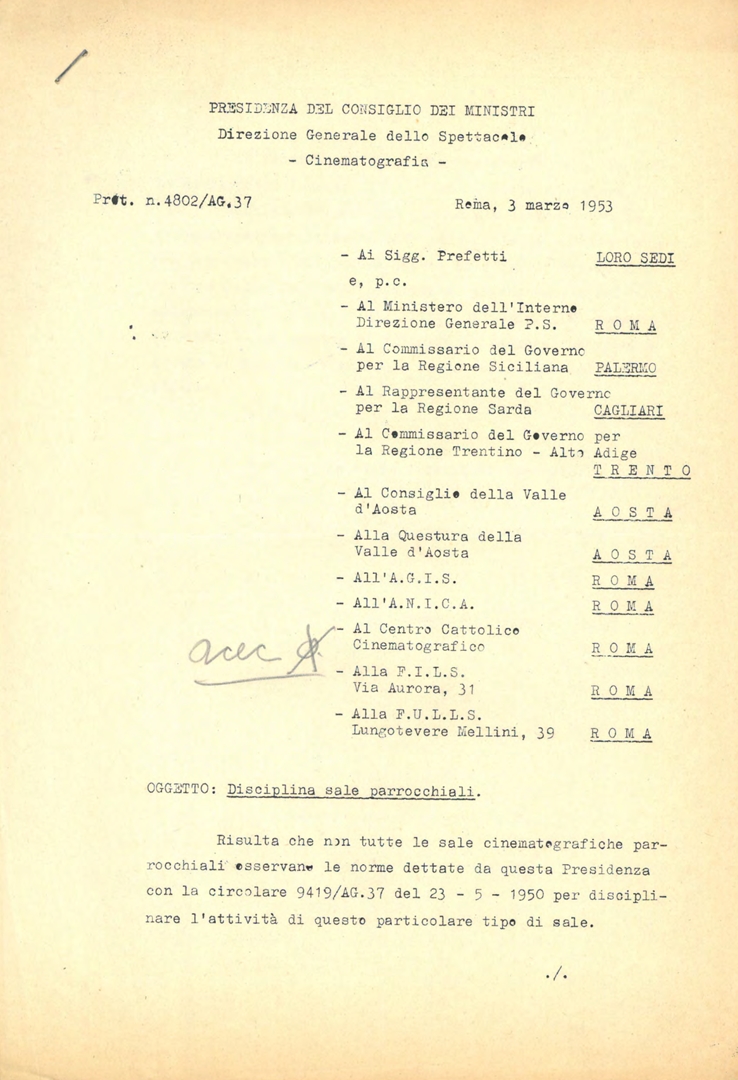 PRESIDENZA DEL CONSIGLIO DEI MINISTRI
Direzione Generale dello Spettacolo
- Cinematografia -
Prot. n.4802/AG.37 Roma, 3 marzo 1953
- Ai Sigg. Prefetti LORO SEDI
e, p.c.
- Al Ministero dell'Interno
Direzione Generale P.S. R O M A
- Al Commissario del Governo
per la Regione Siciliana PALERMO
- Al Rappresentante del Governo
per la Regione Sarda CAGLIARI
- Al Commissario del Governo per
la Regione Trentino - Alto Adige
T R E N T O
- Al Consiglio della Valle
d'Aosta A O S T A
- Alla Questura della
Valle d'Aosta A O S T A
- All'A.G.I.S. R O M A
- All'A.N.I.C.A. R O M A
- Al Centro Cattolico
Cinematografico R O M A
acec
- Alla F.I.L.S.
Via Aurora, 31 R O M A
- Alla F.U.L.L.S.
Lungotevere Mellini, 39 R O M A
OGGETTO: Disciplina sale parrocchiali.
Risulta che non tutte le sale cinematografiche par-
rocchiali osservano le norme dettate da questa Presidenza
con la circolare 9419/AG.37 del 23 - 5 - 1950 per discipli-
nare l'attività di questo particolare tipo di sale.
./.